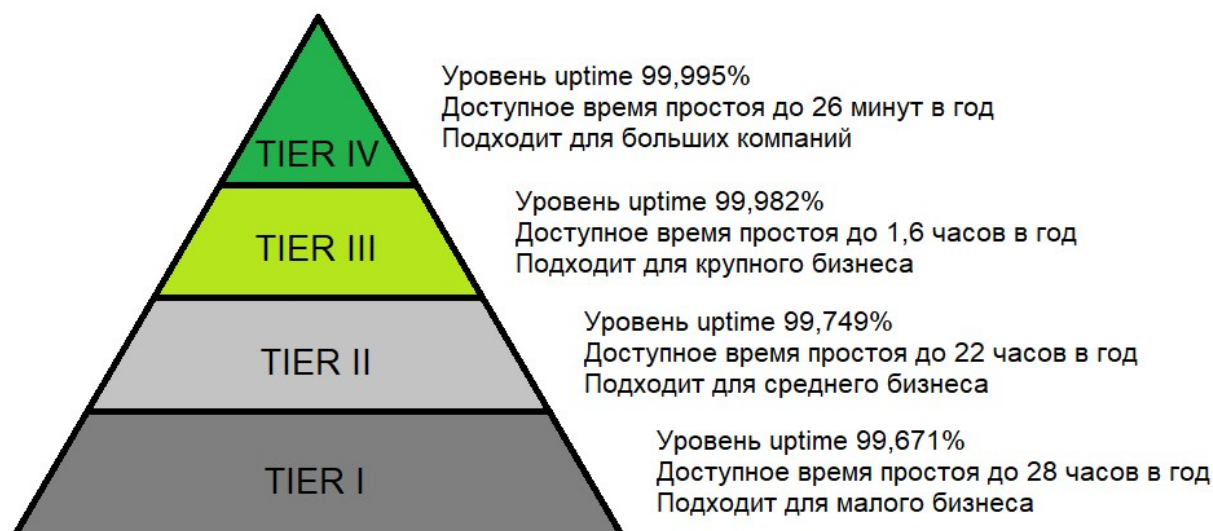 TIER IV
Уровень uptime 99,995%
Доступное время простоя до 26 минут в год
Подходит для больших компаний
TIER III
Уровень uptime 99,982%
Доступное время простоя до 1,6 часов в год
Подходит для крупного бизнеса
TIER II
Уровень uptime 99,749%
Доступное время простоя до 22 часов в год
Подходит для среднего бизнеса
TIER I
Уровень uptime 99,671%
Доступное время простоя до 28 часов в год
Подходит для малого бизнеса